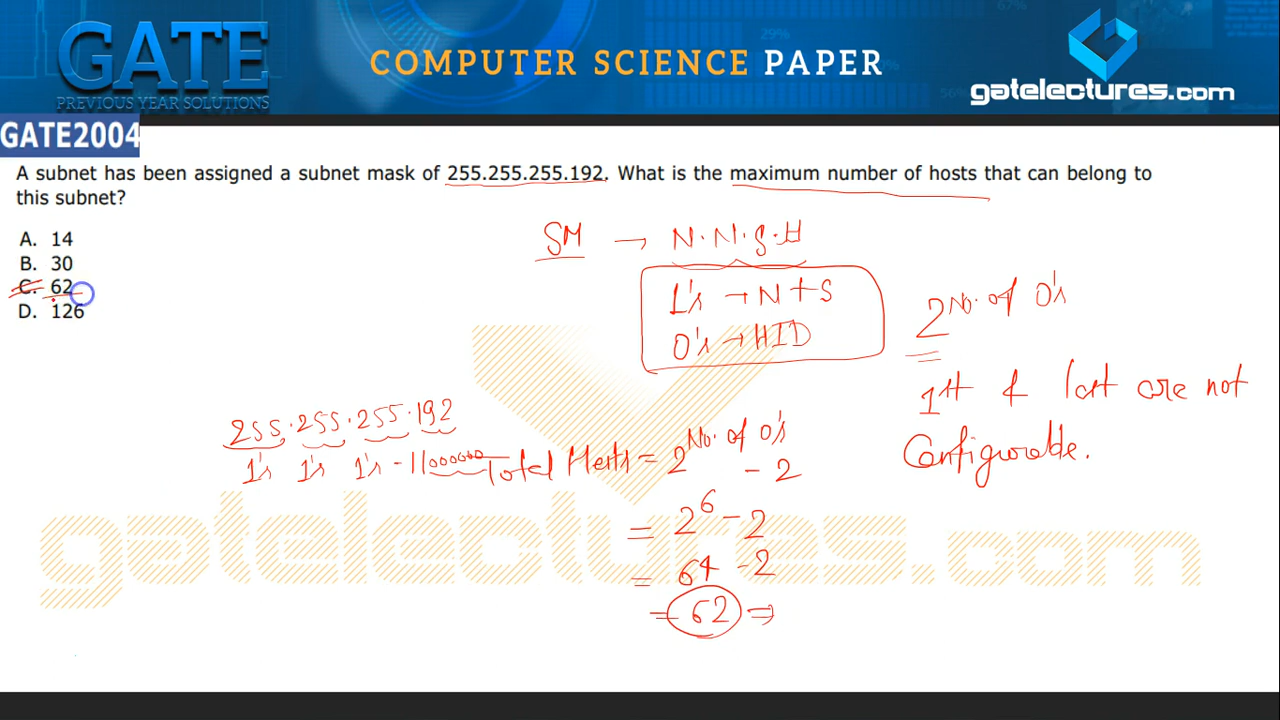 GATE
PREVIOUS YEAR SOLUTIONS
COMPUTER SCIENCE PAPER
gatelectures.com
GATE2004
A subnet has been assigned a subnet mask of 255.255.255.192. What is the maximum number of hosts that can belong to
this subnet?
A. 14
B. 30
C. 62
D. 126
SM → N.N.S.H
1's → N+S
0's → HID
2^No. of 0's
1st & last are not
Configurable.
255.255.255.192
1's 1's 1's - 11000000
Total Hosts = 2^No. of 0's - 2
= 2^6 - 2
= 64 - 2
= 62 ⇒
gatelectures.com